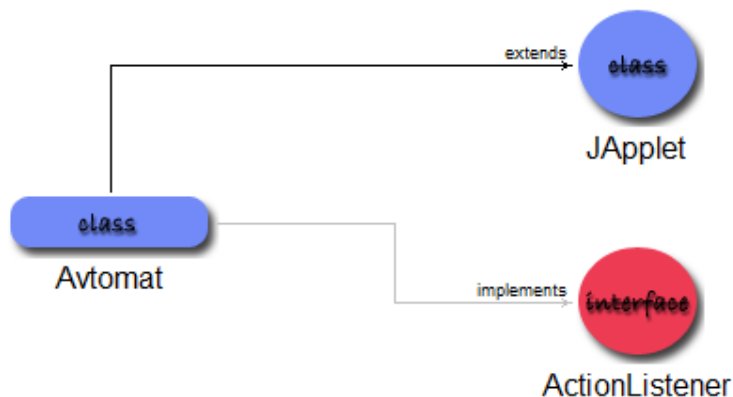 extends
class
JApplet
class
Avtomat
implements
interface
ActionListener